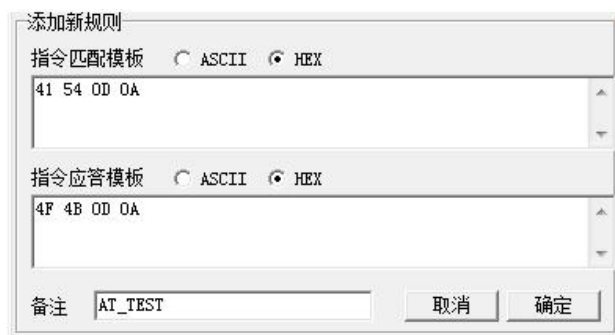 添加新规则
指令匹配模板 ASCII HEX
41 54 0D 0A
指令应答模板 ASCII HEX
4F 4B 0D 0A
备注 AT_TEST 取消 确定